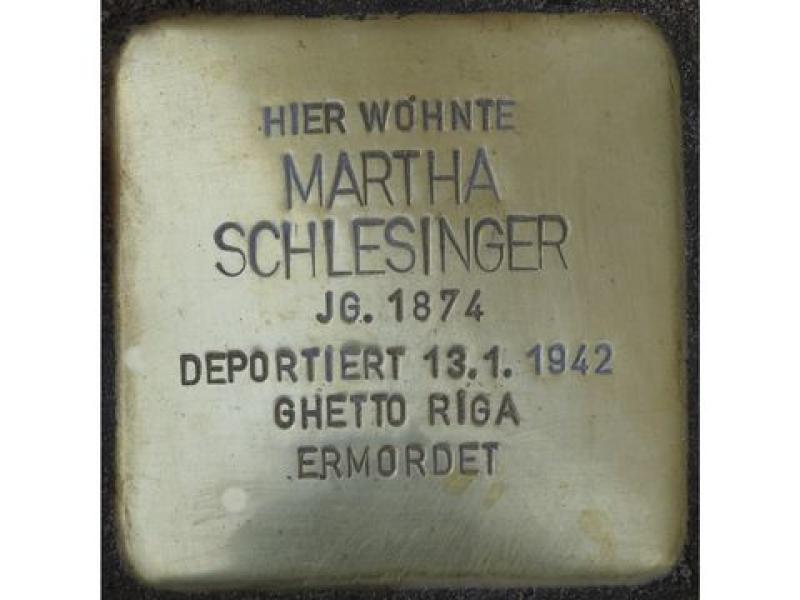 HIER WOHNTE
MARTHA
SCHLESINGER
JG. 1874
DEPORTIERT 13.1. 1942
GHETTO RIGA
ERMORDET